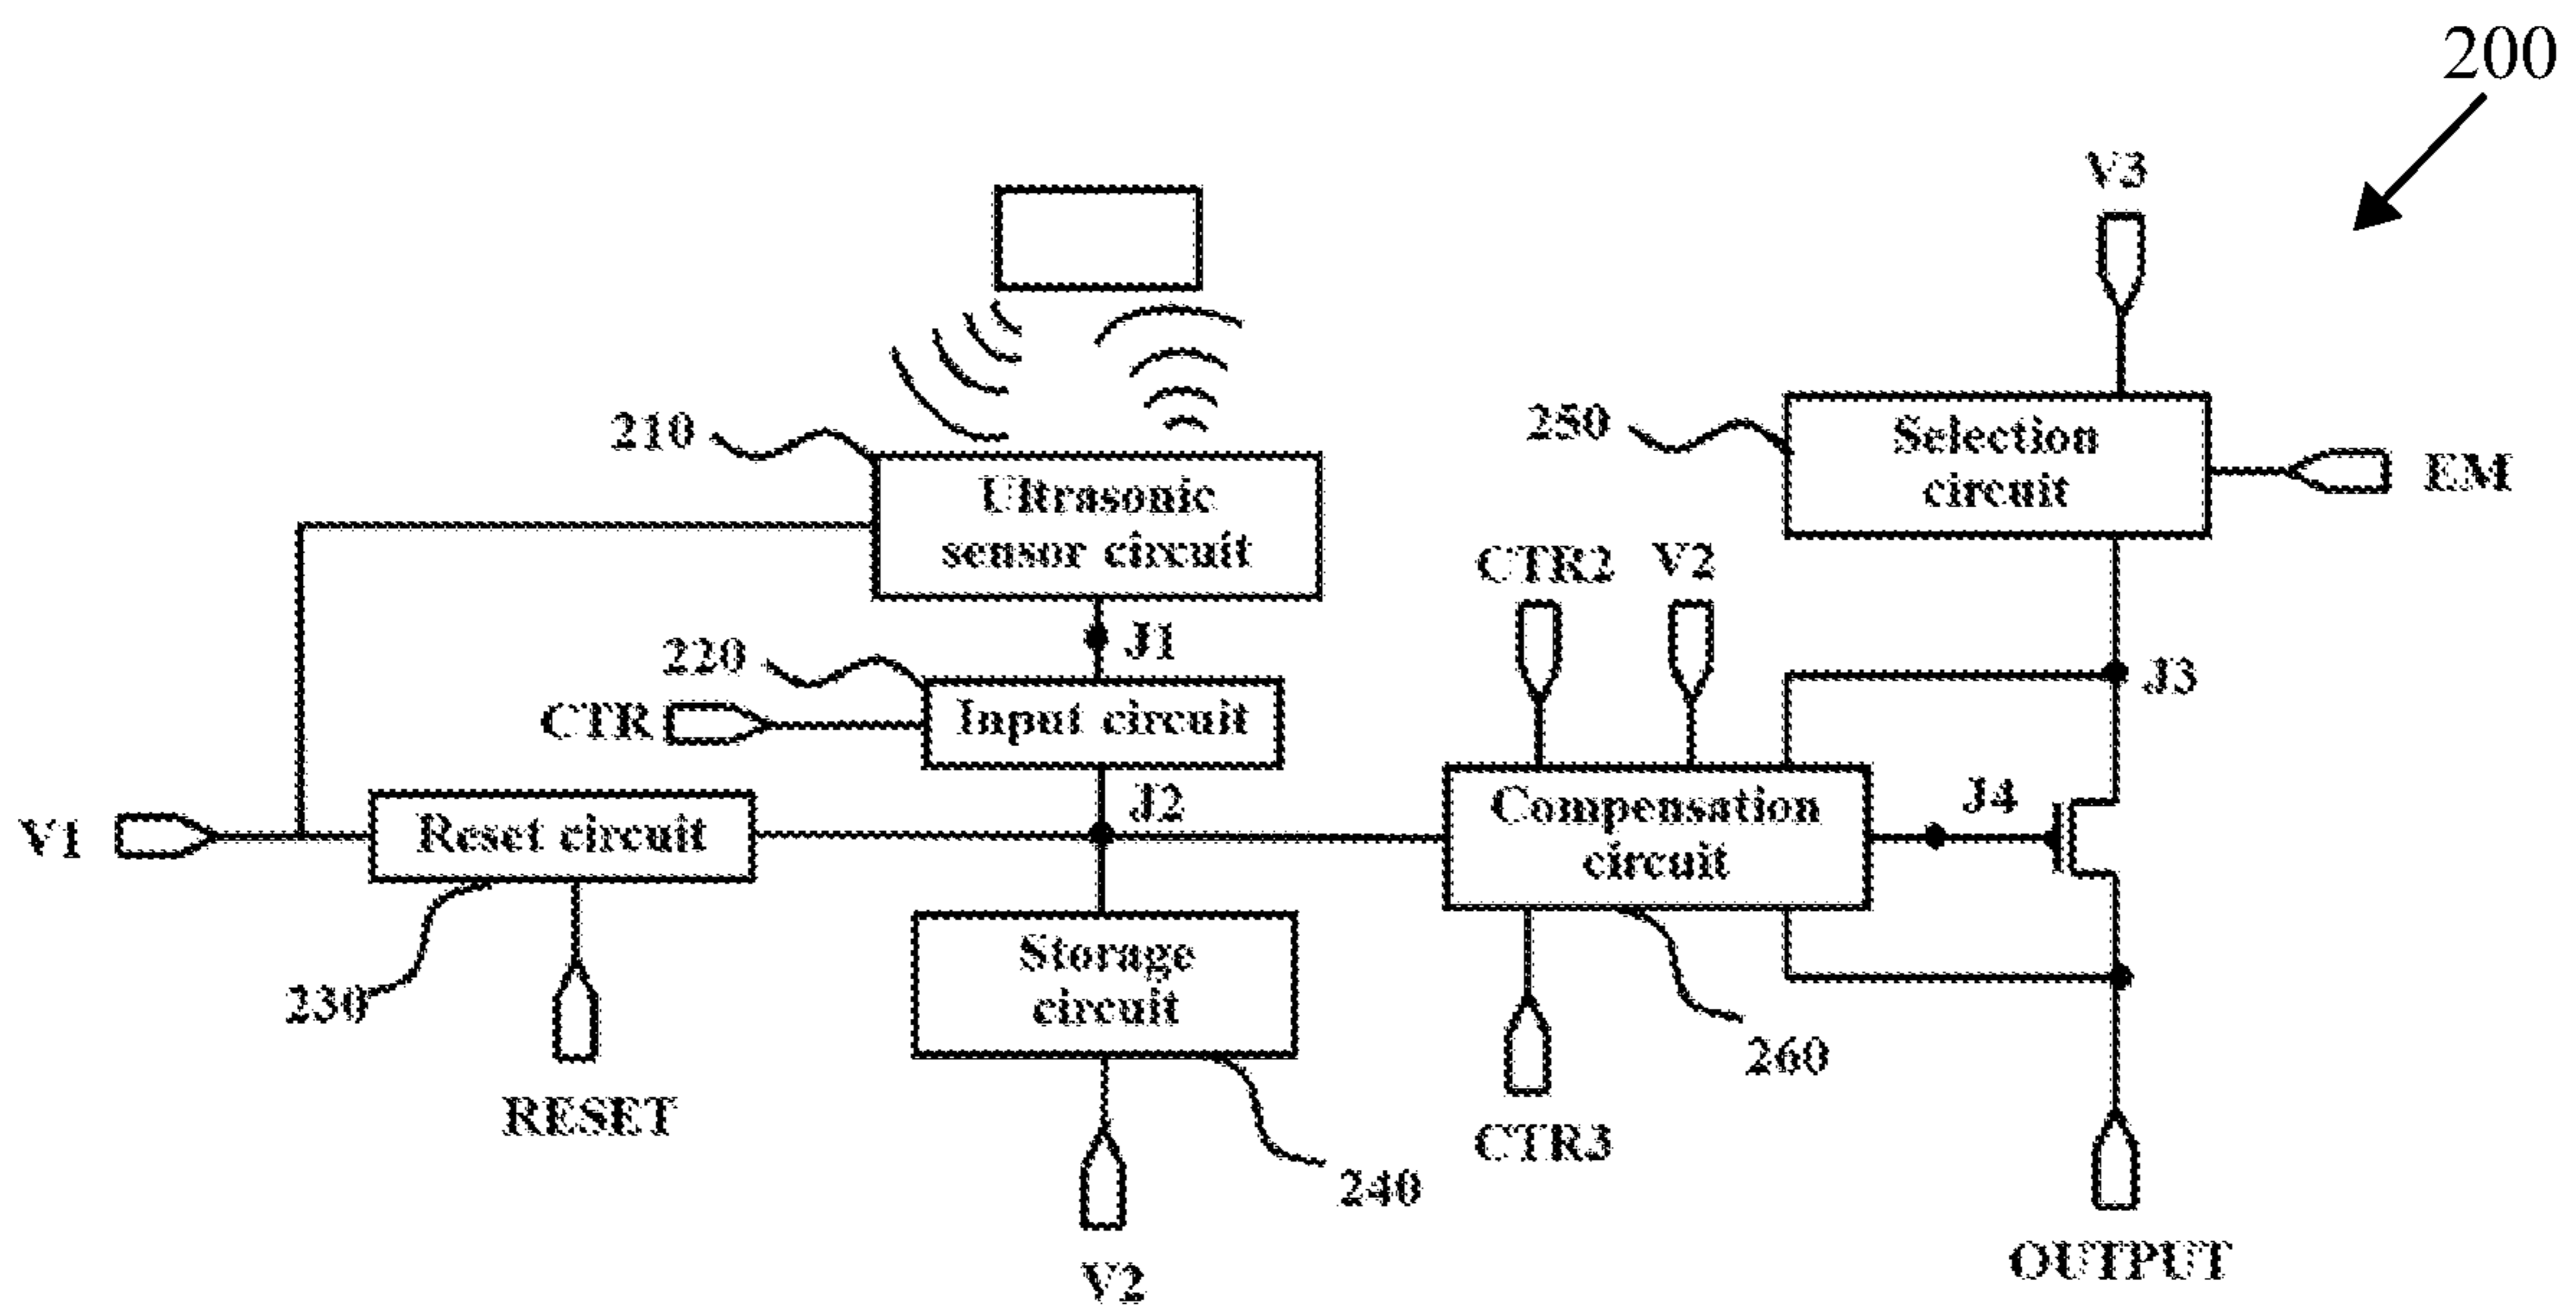 200
V3
210
Ultrasonic
sensor circuit
250
Selection
circuit
EM
CTR2
V2
J1
220
CTR
Input circuit
J3
V1
Reset circuit
J2
Compensation
circuit
J4
230
RESET
Storage
circuit
240
V2
260
CTR3
OUTPUT